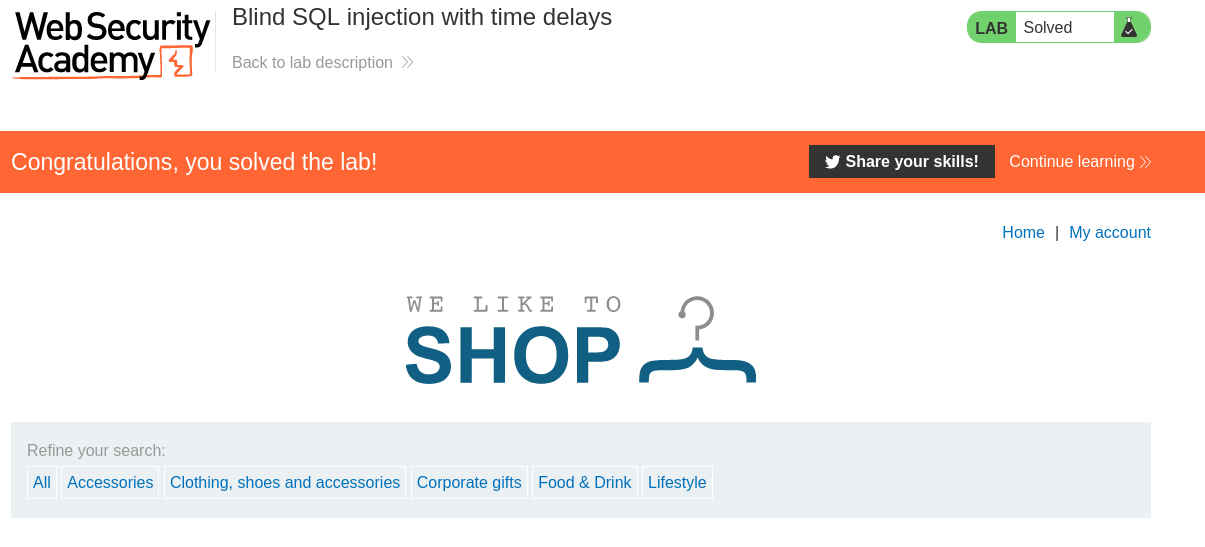 Web Security
Academy
Blind SQL injection with time delays
Back to lab description
LAB Solved
Congratulations, you solved the lab!
Share your skills! Continue learning
Home | My account
WE LIKE TO
SHOP
Refine your search:
All Accessories Clothing, shoes and accessories Corporate gifts Food & Drink Lifestyle